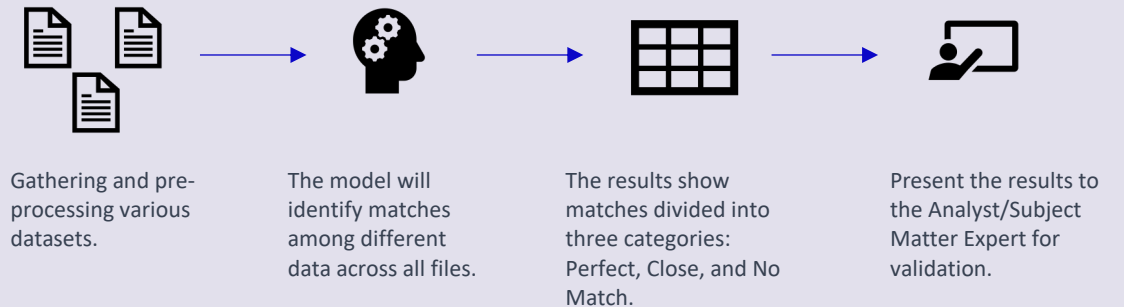 Gathering and pre-
processing various
datasets.
The model will
identify matches
among different
data across all files.
The results show
matches divided into
three categories:
Perfect, Close, and No
Match.
Present the results to
the Analyst/Subject
Matter Expert for
validation.